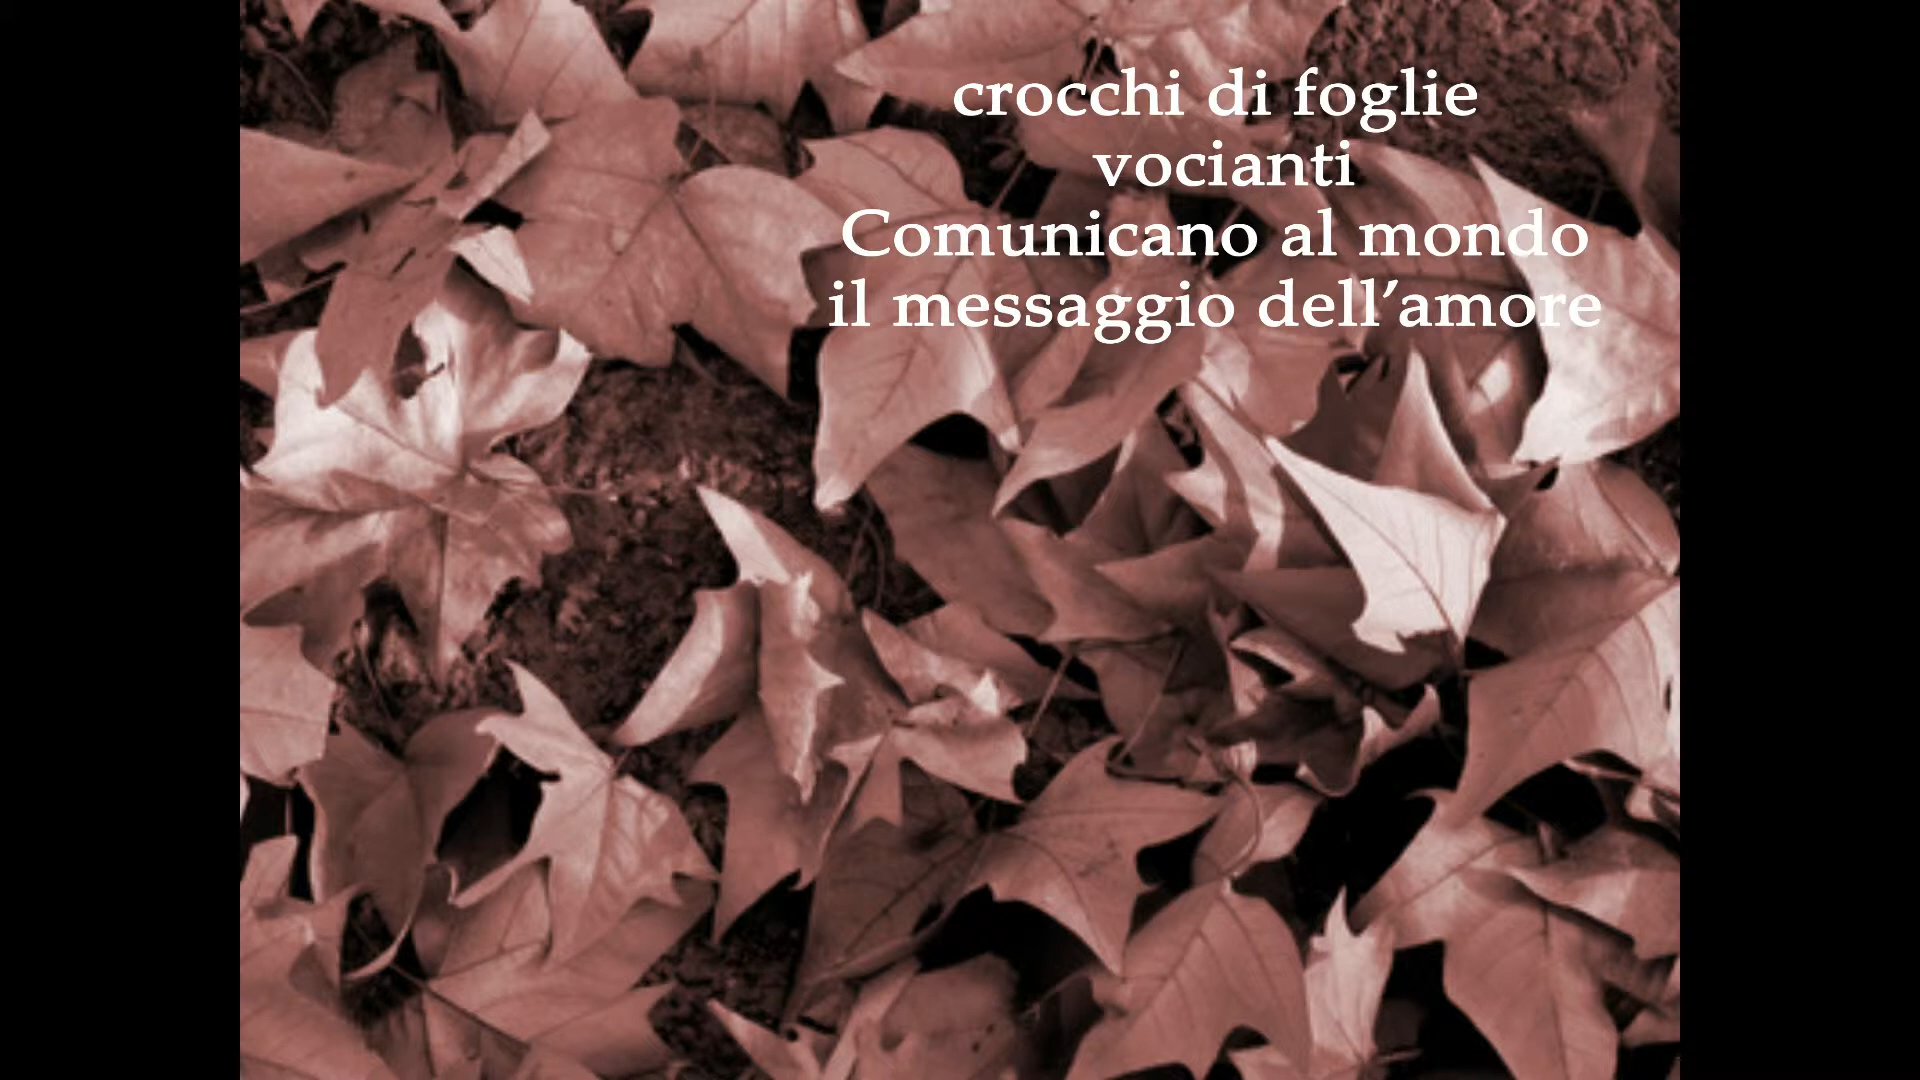 crocchi di foglie
vocianti
Comunicano al mondo
il messaggio dell’amore